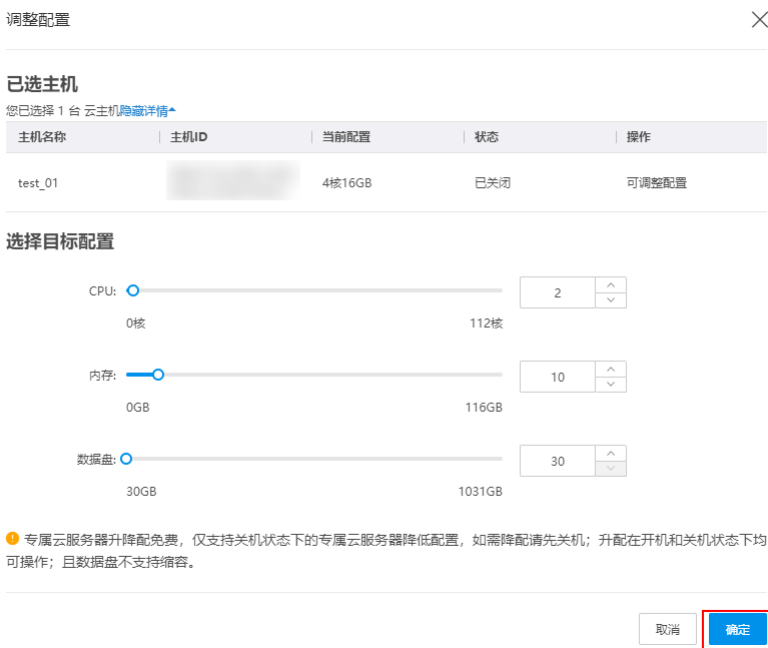 调整配置
已选主机
您已选择 1 台 云主机隐藏详情
主机名称 主机ID 当前配置 状态 操作
test_01 4核16GB 已关闭 可调整配置
选择目标配置
CPU: 2
0核 112核
内存: 10
0GB 116GB
数据盘: 30
30GB 1031GB
专属云服务器升降配免费，仅支持关机状态下的专属云服务器降低配置，如需降配请先关机；升配在开机和关机状态下均
可操作；且数据盘不支持缩容。
取消 确定